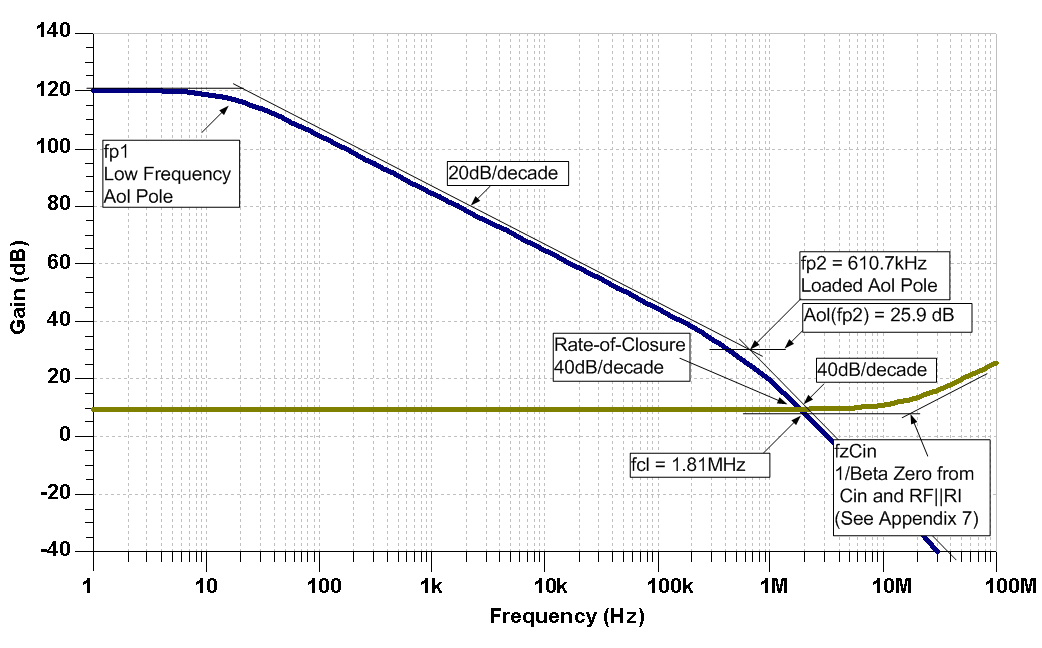 140
120
100
80
60
40
20
0
-20
-40
Gain (dB)
fp1
Low Frequency
Aol Pole
20dB/decade
fp2 = 610.7kHz
Loaded Aol Pole
Aol(fp2) = 25.9 dB
Rate-of-Closure
40dB/decade
40dB/decade
fcl = 1.81MHz
fzCin
1/Beta Zero from
Cin and RF||RI
(See Appendix 7)
1 10 100 1k 10k 100k 1M 10M 100M
Frequency (Hz)